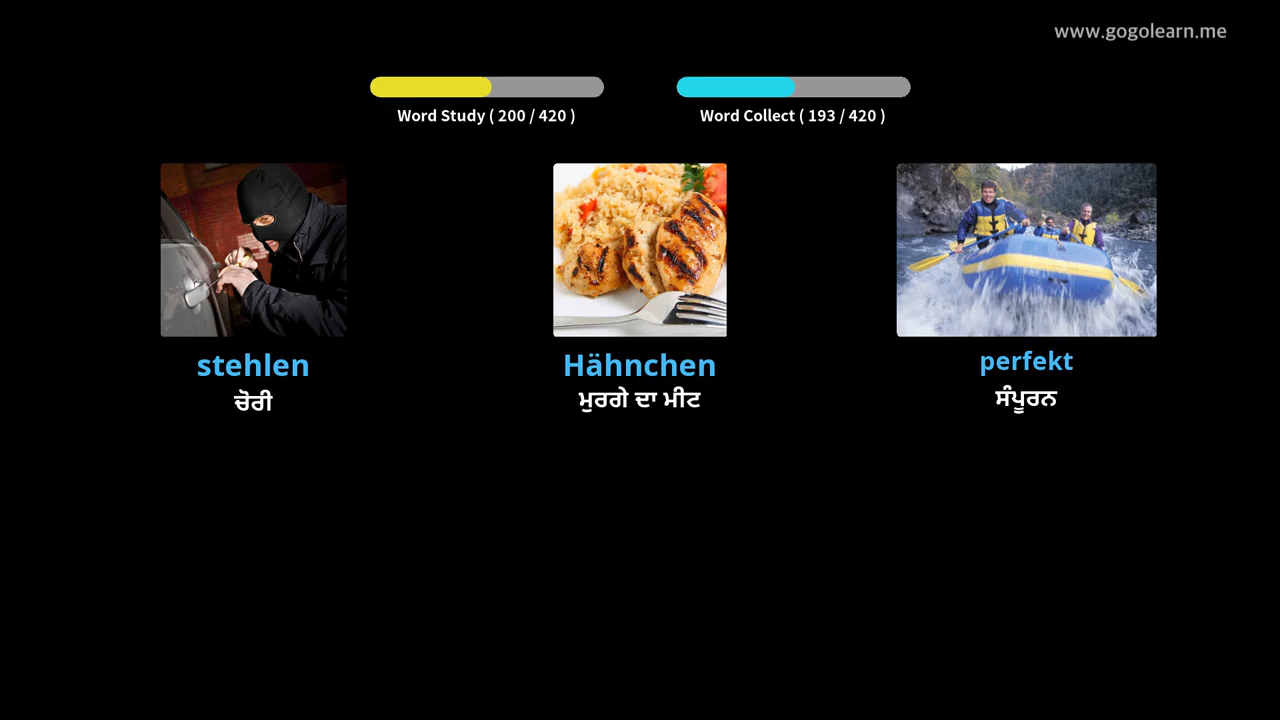 www.gogolearn.me
Word Study ( 200 / 420 )
Word Collect ( 193 / 420 )
stehlen
ਚੋਰੀ
Hähnchen
ਮੁਰਗੇ ਦਾ ਮੀਟ
perfekt
ਸੰਪੂਰਨ